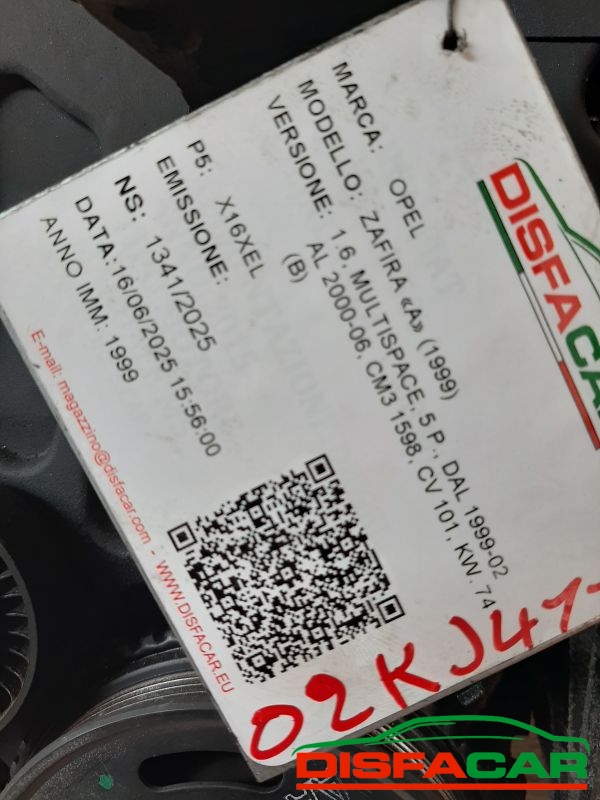 DISFACAR
MARCA: OPEL
MODELLO: ZAFIRA «A» (1999)
VERSIONE: 1.6, MULTISPACE, 5 P., DAL 1999-02
AL 2000-06, CM3 1598, CV 101, KW. 74
(B)
P5: X16XEL
EMISSIONE:
NS: 1341/2025
DATA: 16/06/2025 15:56:00
ANNO IMM: 1999
E-mail: magazzino@disfacar.com - WWW.DISFACAR.EU
DISFACAR